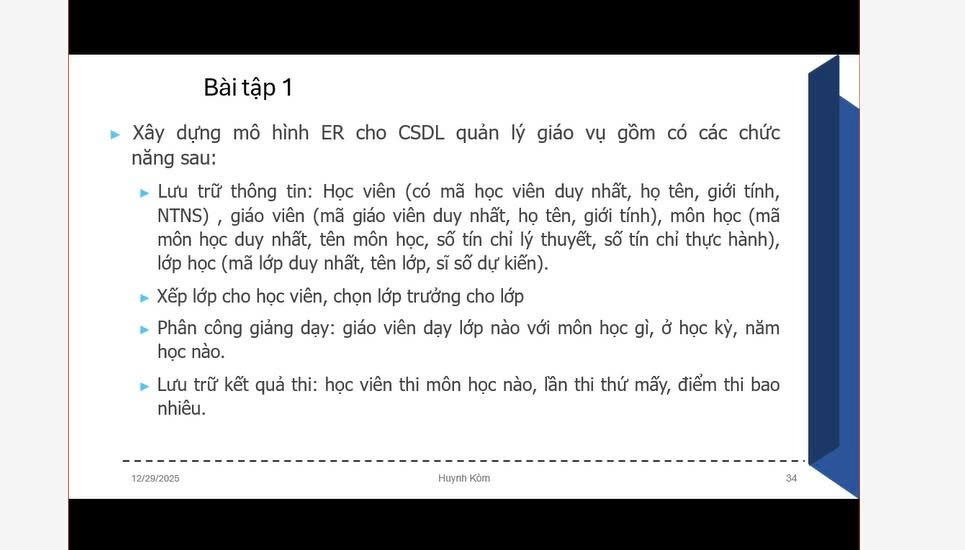 Bài tập 1
Xây dựng mô hình ER cho CSDL quản lý giáo vụ gồm có các chức
năng sau:
Lưu trữ thông tin: Học viên (có mã học viên duy nhất, họ tên, giới tính,
NTNS) , giáo viên (mã giáo viên duy nhất, họ tên, giới tính), môn học (mã
môn học duy nhất, tên môn học, số tín chỉ lý thuyết, số tín chỉ thực hành),
lớp học (mã lớp duy nhất, tên lớp, sĩ số dự kiến).
Xếp lớp cho học viên, chọn lớp trưởng cho lớp
Phân công giảng dạy: giáo viên dạy lớp nào với môn học gì, ở học kỳ, năm
học nào.
Lưu trữ kết quả thi: học viên thi môn học nào, lần thi thứ mấy, điểm thi bao
nhiêu.
12/29/2025 Huynh Kôm 34